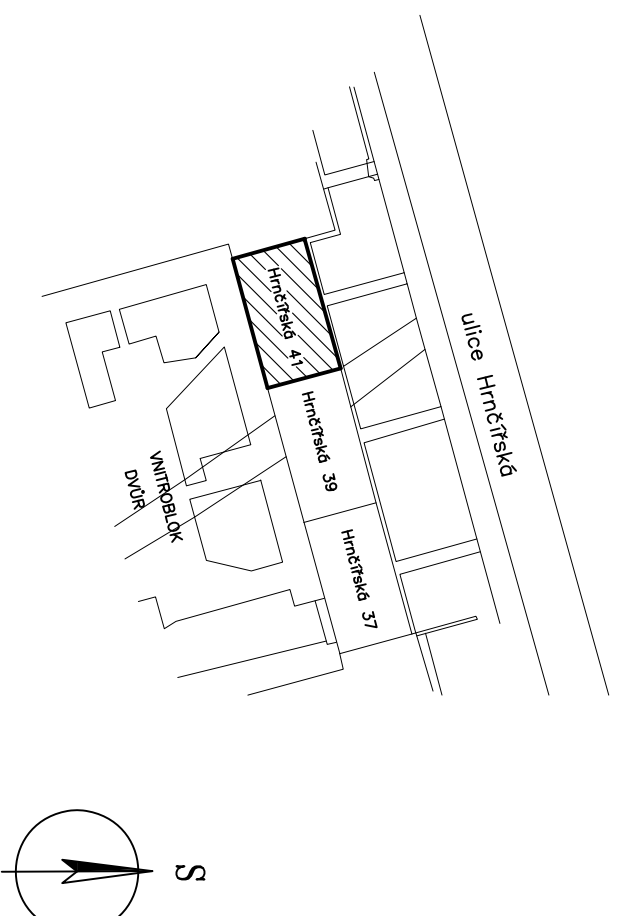 ulice Hrnčířská
Hrnčířská 41
Hrnčířská 39
Hrnčířská 37
VNITROBLOK
DVŮR
S